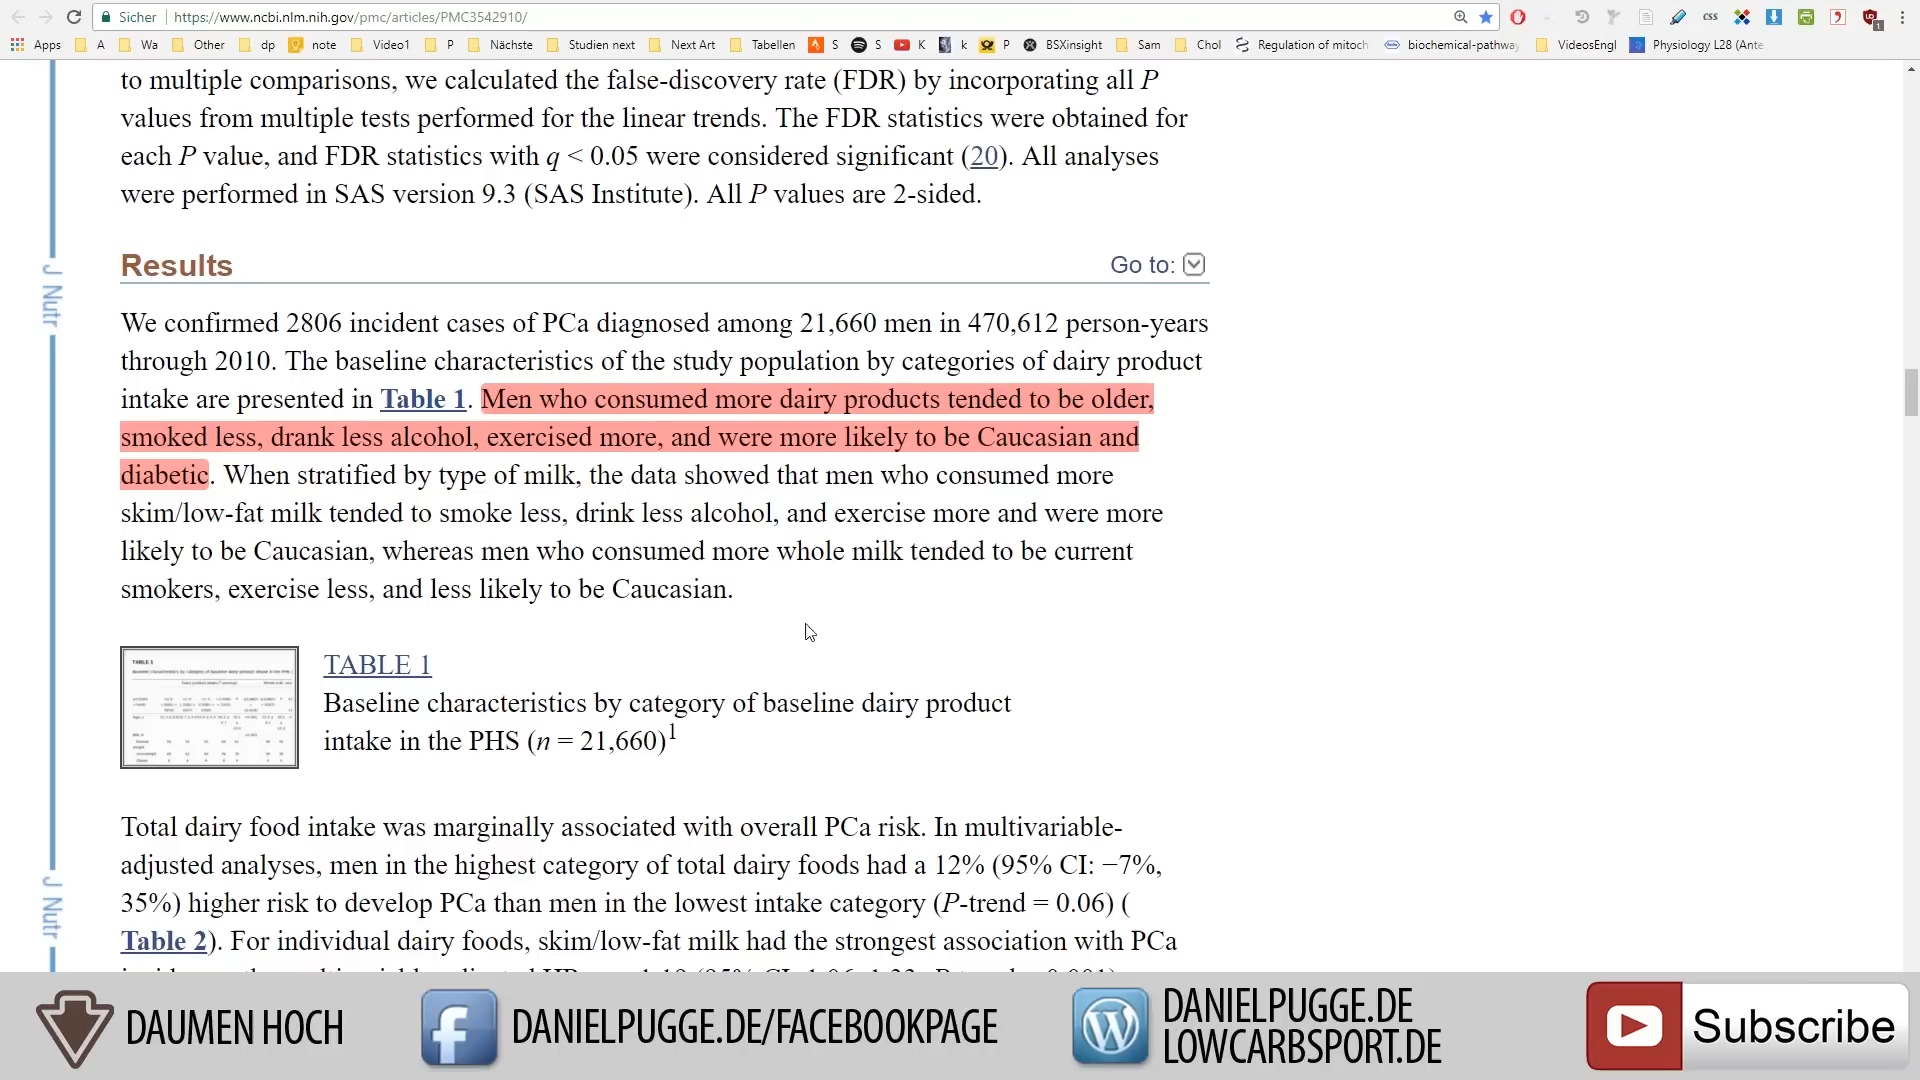 Sicher https://www.ncbi.nlm.nih.gov/pmc/articles/PMC3542910/
Apps A Wa Other dp note Video1 P Nächste Studien next Next Art Tabellen S S K k P BSXinsight Sam Chol Regulation of mitoch biochemical-pathway VideosEngl Physiology L28 (Ante
to multiple comparisons, we calculated the false-discovery rate (FDR) by incorporating all P
values from multiple tests performed for the linear trends. The FDR statistics were obtained for
each P value, and FDR statistics with q < 0.05 were considered significant (20). All analyses
were performed in SAS version 9.3 (SAS Institute). All P values are 2-sided.
Results Go to:
J Nutr
We confirmed 2806 incident cases of PCa diagnosed among 21,660 men in 470,612 person-years
through 2010. The baseline characteristics of the study population by categories of dairy product
intake are presented in Table 1. Men who consumed more dairy products tended to be older,
smoked less, drank less alcohol, exercised more, and were more likely to be Caucasian and
diabetic. When stratified by type of milk, the data showed that men who consumed more
skim/low-fat milk tended to smoke less, drink less alcohol, and exercise more and were more
likely to be Caucasian, whereas men who consumed more whole milk tended to be current
smokers, exercise less, and less likely to be Caucasian.
TABLE 1
TABLE 1
Baseline characteristics by category of baseline dairy product
intake in the PHS (n = 21,660)1
Total dairy food intake was marginally associated with overall PCa risk. In multivariable-
adjusted analyses, men in the highest category of total dairy foods had a 12% (95% CI: −7%,
35%) higher risk to develop PCa than men in the lowest intake category (P-trend = 0.06) (
Table 2). For individual dairy foods, skim/low-fat milk had the strongest association with PCa
J Nutr
DAUMEN HOCH
DANIELPUGGE.DE/FACEBOOKPAGE
DANIELPUGGE.DE
LOWCARBSPORT.DE
Subscribe